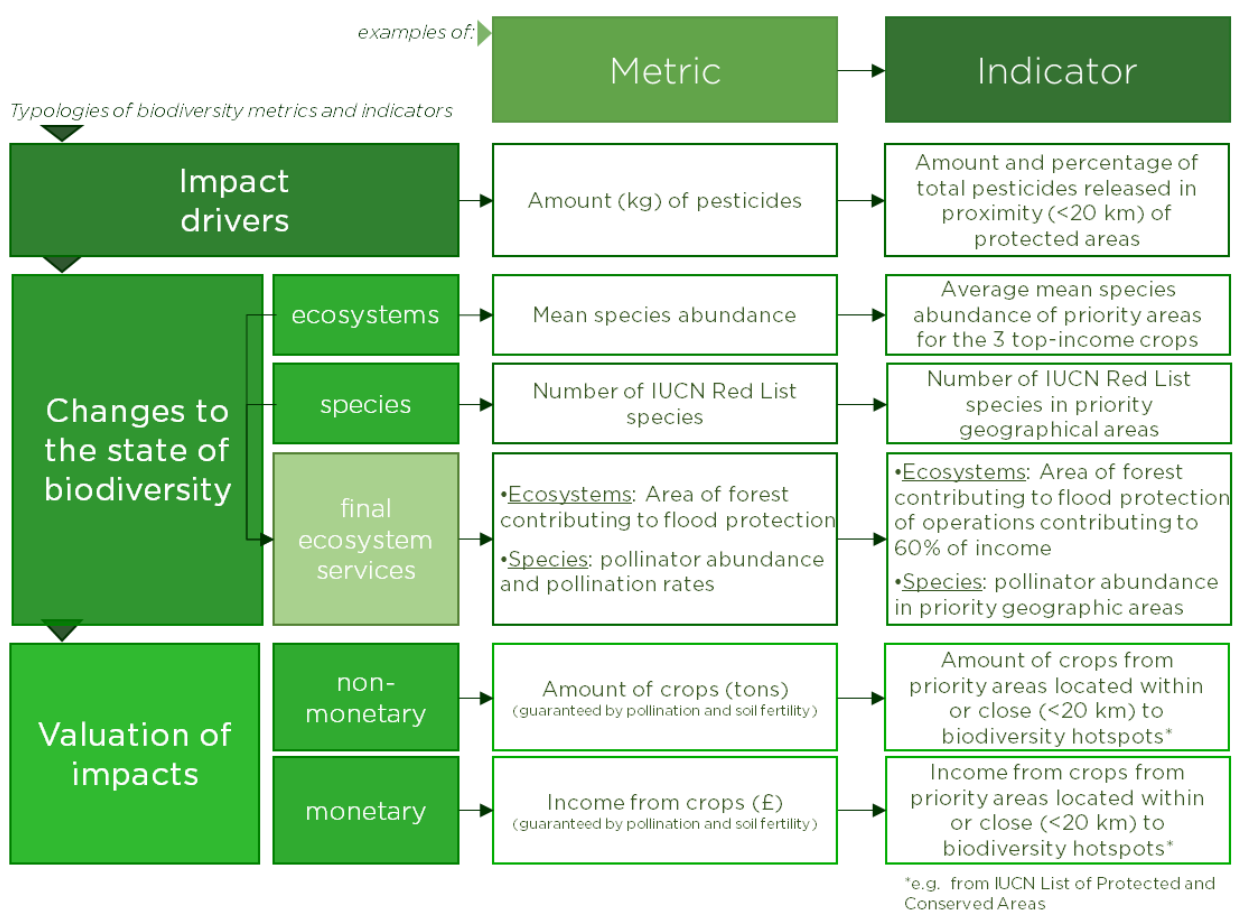 examples of:
Metric
Indicator
Typologies of biodiversity metrics and indicators
Impact
drivers
Amount (kg) of pesticides
Amount and percentage of
total pesticides released in
proximity (<20 km) of
protected areas
Changes to
the state of
biodiversity
ecosystems
Mean species abundance
Average mean species
abundance of priority areas
for the 3 top-income crops
species
Number of IUCN Red List
species
Number of IUCN Red List
species in priority
geographical areas
final
ecosystem
services
•Ecosystems: Area of forest
contributing to flood protection
•Species: pollinator abundance
and pollination rates
•Ecosystems: Area of forest
contributing to flood protection
of operations contributing to
60% of income
•Species: pollinator abundance
in priority geographic areas
Valuation of
impacts
non-
monetary
Amount of crops (tons)
(guaranteed by pollination and soil fertility)
Amount of crops from
priority areas located within
or close (<20 km) to
biodiversity hotspots*
monetary
Income from crops (£)
(guaranteed by pollination and soil fertility)
Income from crops from
priority areas located within
or close (<20 km) to
biodiversity hotspots*
*e.g. from IUCN List of Protected and
Conserved Areas